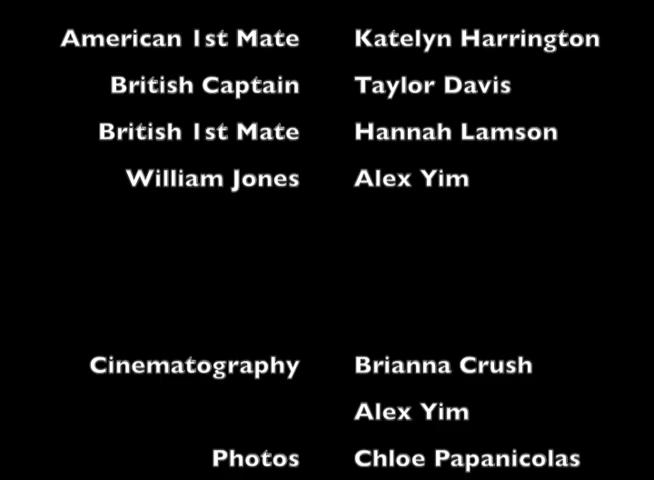 American 1st Mate Katelyn Harrington
British Captain Taylor Davis
British 1st Mate Hannah Lamson
William Jones Alex Yim
Cinematography Brianna Crush
Alex Yim
Photos Chloe Papanicolas